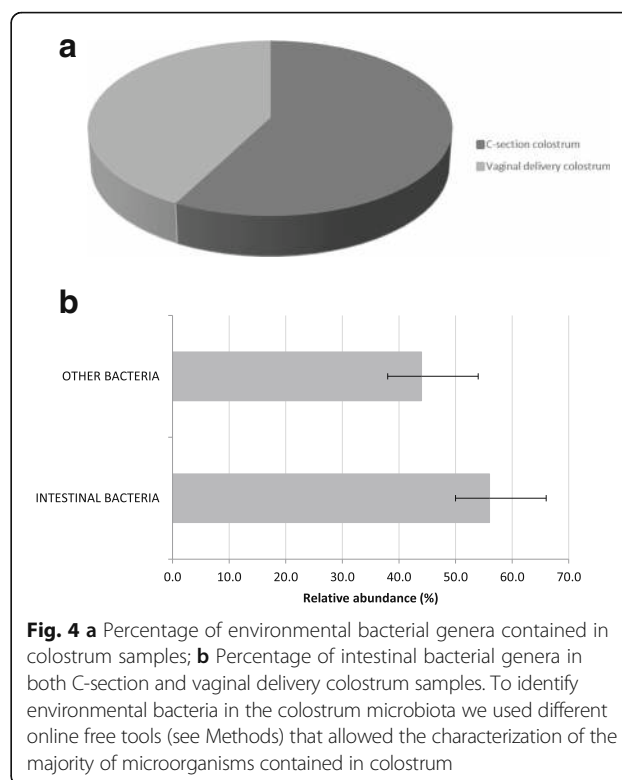 a
C-section colostrum
Vaginal delivery colostrum
b
OTHER BACTERIA
INTESTINAL BACTERIA
0.0 10.0 20.0 30.0 40.0 50.0 60.0 70.0
Relative abundance (%)
Fig. 4 a Percentage of environmental bacterial genera contained in
colostrum samples; b Percentage of intestinal bacterial genera in
both C-section and vaginal delivery colostrum samples. To identify
environmental bacteria in the colostrum microbiota we used different
online free tools (see Methods) that allowed the characterization of the
majority of microorganisms contained in colostrum